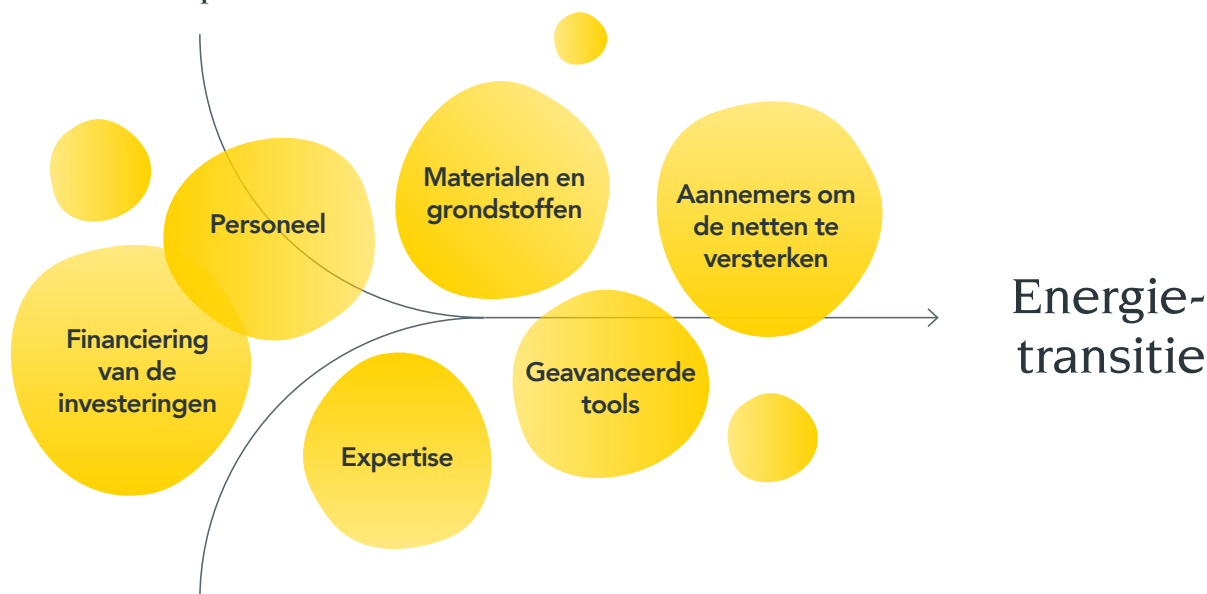 Personeel
Materialen en
grondstoffen
Aannemers om
de netten te
versterken
Financiering
van de
investeringen
Expertise
Geavanceerde
tools
Energie-
transitie